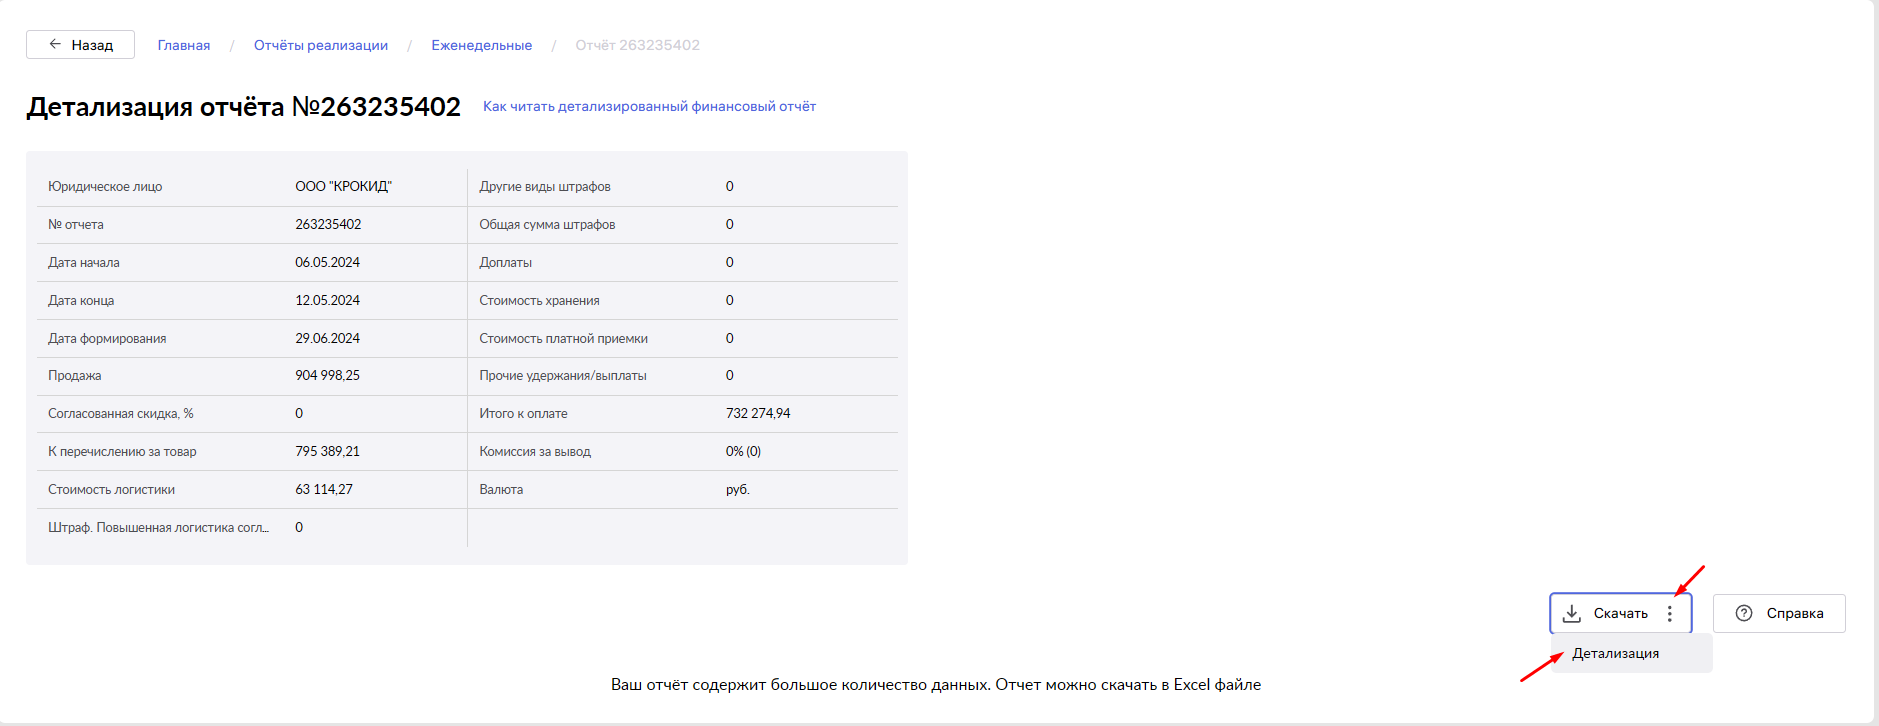 Назад Главная / Отчёты реализации / Еженедельные / Отчёт 263235402
Детализация отчёта №263235402 Как читать детализированный финансовый отчёт
Юридическое лицо ООО "КРОКИД" Другие виды штрафов 0
№ отчета 263235402 Общая сумма штрафов 0
Дата начала 06.05.2024 Доплаты 0
Дата конца 12.05.2024 Стоимость хранения 0
Дата формирования 29.06.2024 Стоимость платной приемки 0
Продажа 904 998,25 Прочие удержания/выплаты 0
Согласованная скидка, % 0 Итого к оплате 732 274,94
К перечислению за товар 795 389,21 Комиссия за вывод 0% (0)
Стоимость логистики 63 114,27 Валюта руб.
Штраф. Повышенная логистика согл... 0
Скачать Справка
Детализация
Ваш отчёт содержит большое количество данных. Отчет можно скачать в Excel файле